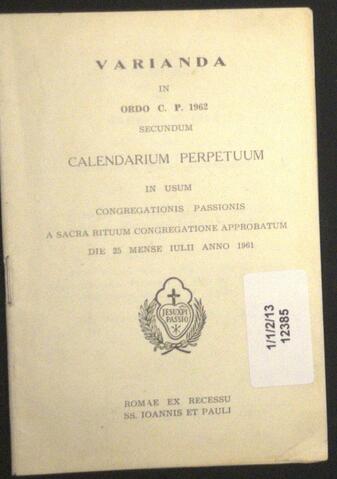 VARIANDA
IN
ORDO C. P. 1962
SECUNDUM
CALENDARIUM PERPETUUM
IN USUM
CONGREGATIONIS PASSIONIS
A SACRA RITUUM CONGREGATIONE APPROBATUM
DIE 25 MENSE IULII ANNO 1961
JESU XPI
PASSIO
ROMAE EX RECESSU
SS. IOANNIS ET PAULI
1/1/2/13
12385